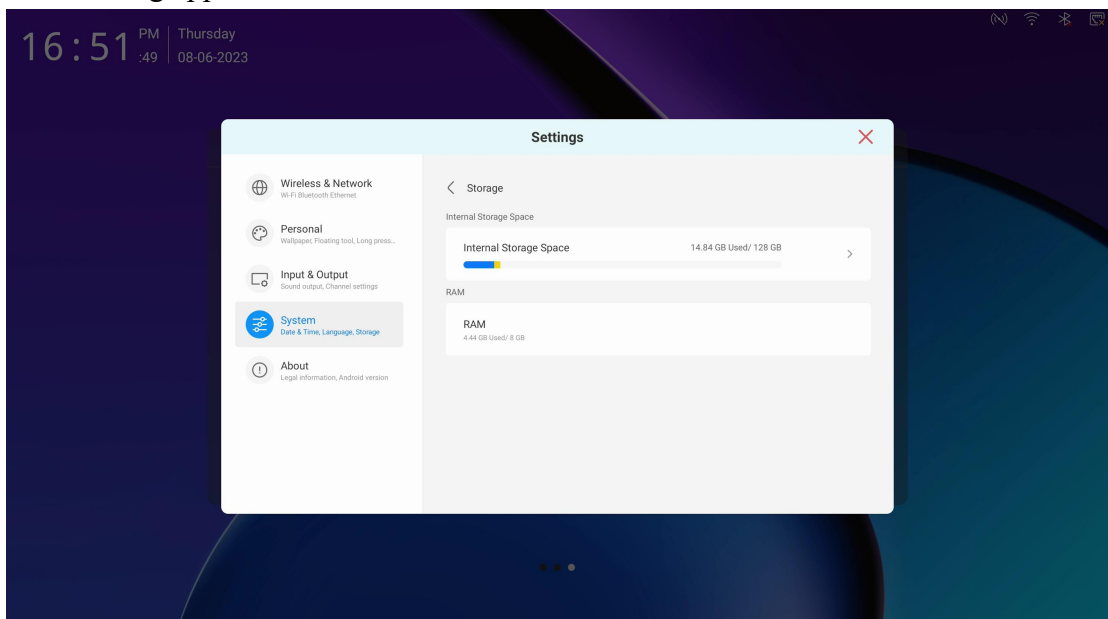 16:51 PM Thursday
:49 08-06-2023
Settings
Wireless & Network
Wi-Fi Bluetooth Ethernet
Personal
Wallpaper, Floating tool, Long press...
Input & Output
Sound output, Channel settings
System
Date & Time, Language, Storage
About
Legal information, Android version
Storage
Internal Storage Space
Internal Storage Space 14.84 GB Used/ 128 GB
RAM
RAM
4.44 GB Used/ 8 GB